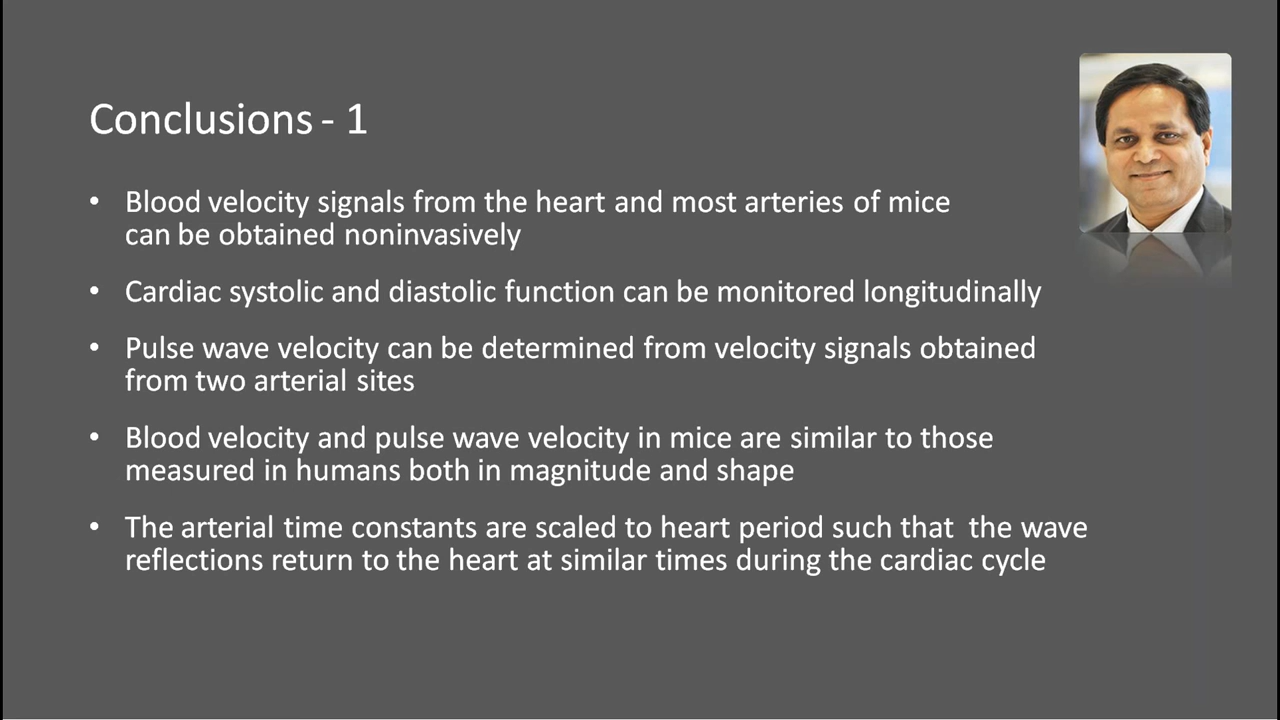 Conclusions - 1
• Blood velocity signals from the heart and most arteries of mice
can be obtained noninvasively
• Cardiac systolic and diastolic function can be monitored longitudinally
• Pulse wave velocity can be determined from velocity signals obtained
from two arterial sites
• Blood velocity and pulse wave velocity in mice are similar to those
measured in humans both in magnitude and shape
• The arterial time constants are scaled to heart period such that  the wave
reflections return to the heart at similar times during the cardiac cycle